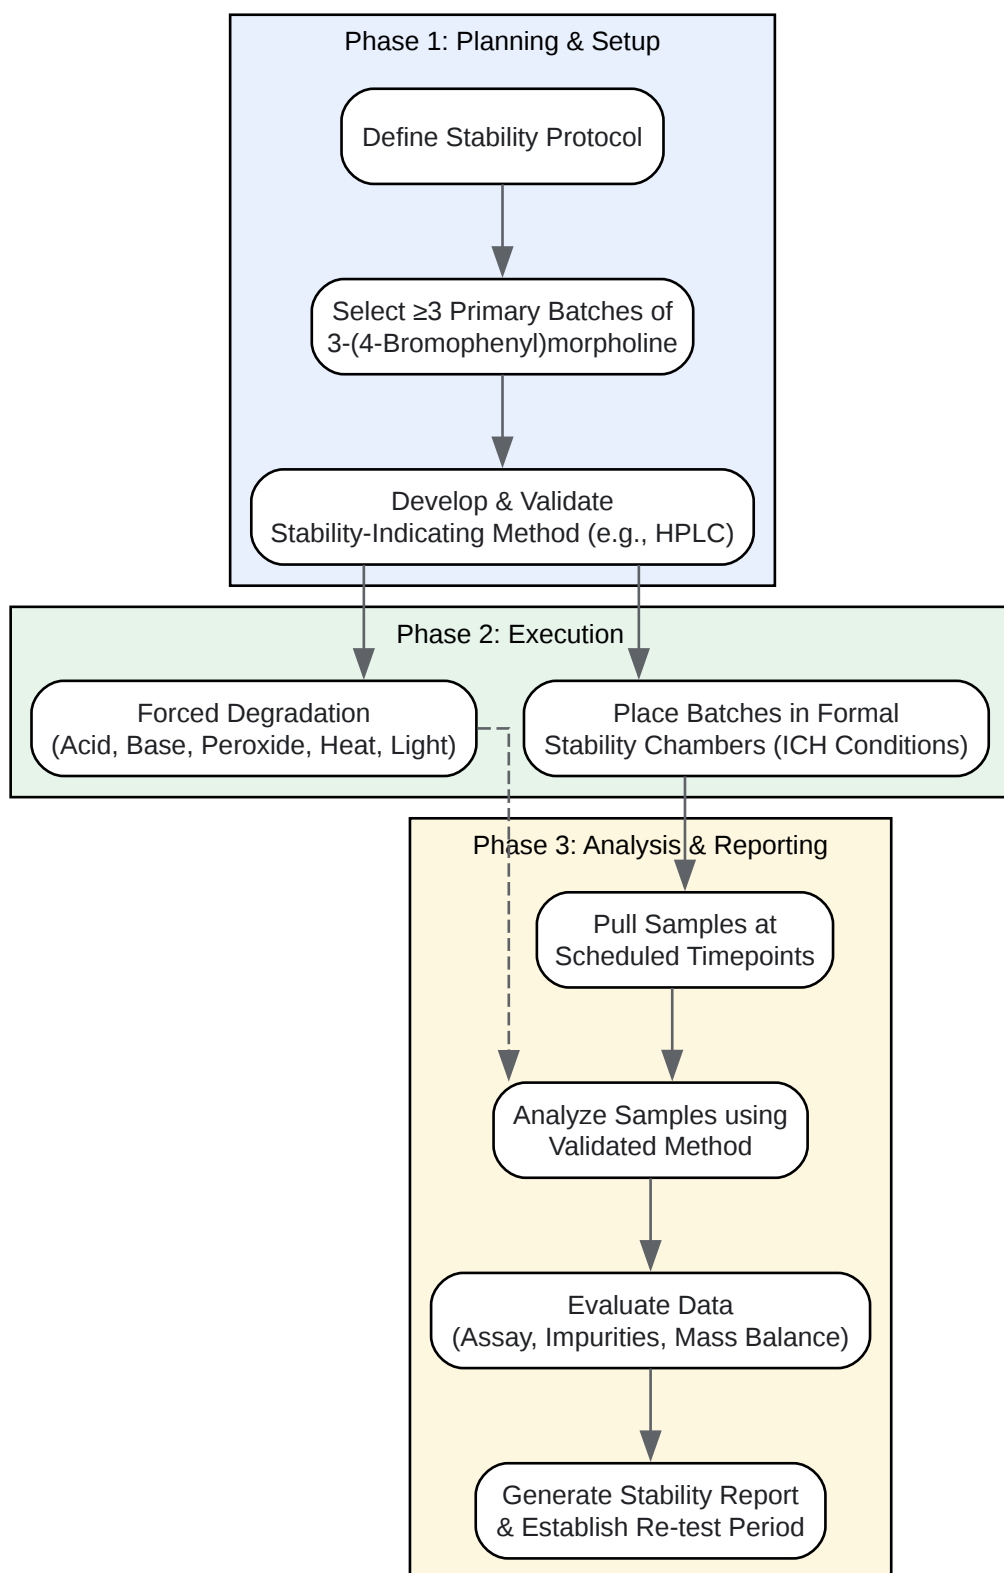 Phase 1: Planning & Setup
Define Stability Protocol
Select ≥3 Primary Batches of
3-(4-Bromophenyl)morpholine
Develop & Validate
Stability-Indicating Method (e.g., HPLC)
Phase 2: Execution
Forced Degradation
(Acid, Base, Peroxide, Heat, Light)
Place Batches in Formal
Stability Chambers (ICH Conditions)
Phase 3: Analysis & Reporting
Pull Samples at
Scheduled Timepoints
Analyze Samples using
Validated Method
Evaluate Data
(Assay, Impurities, Mass Balance)
Generate Stability Report
& Establish Re-test Period